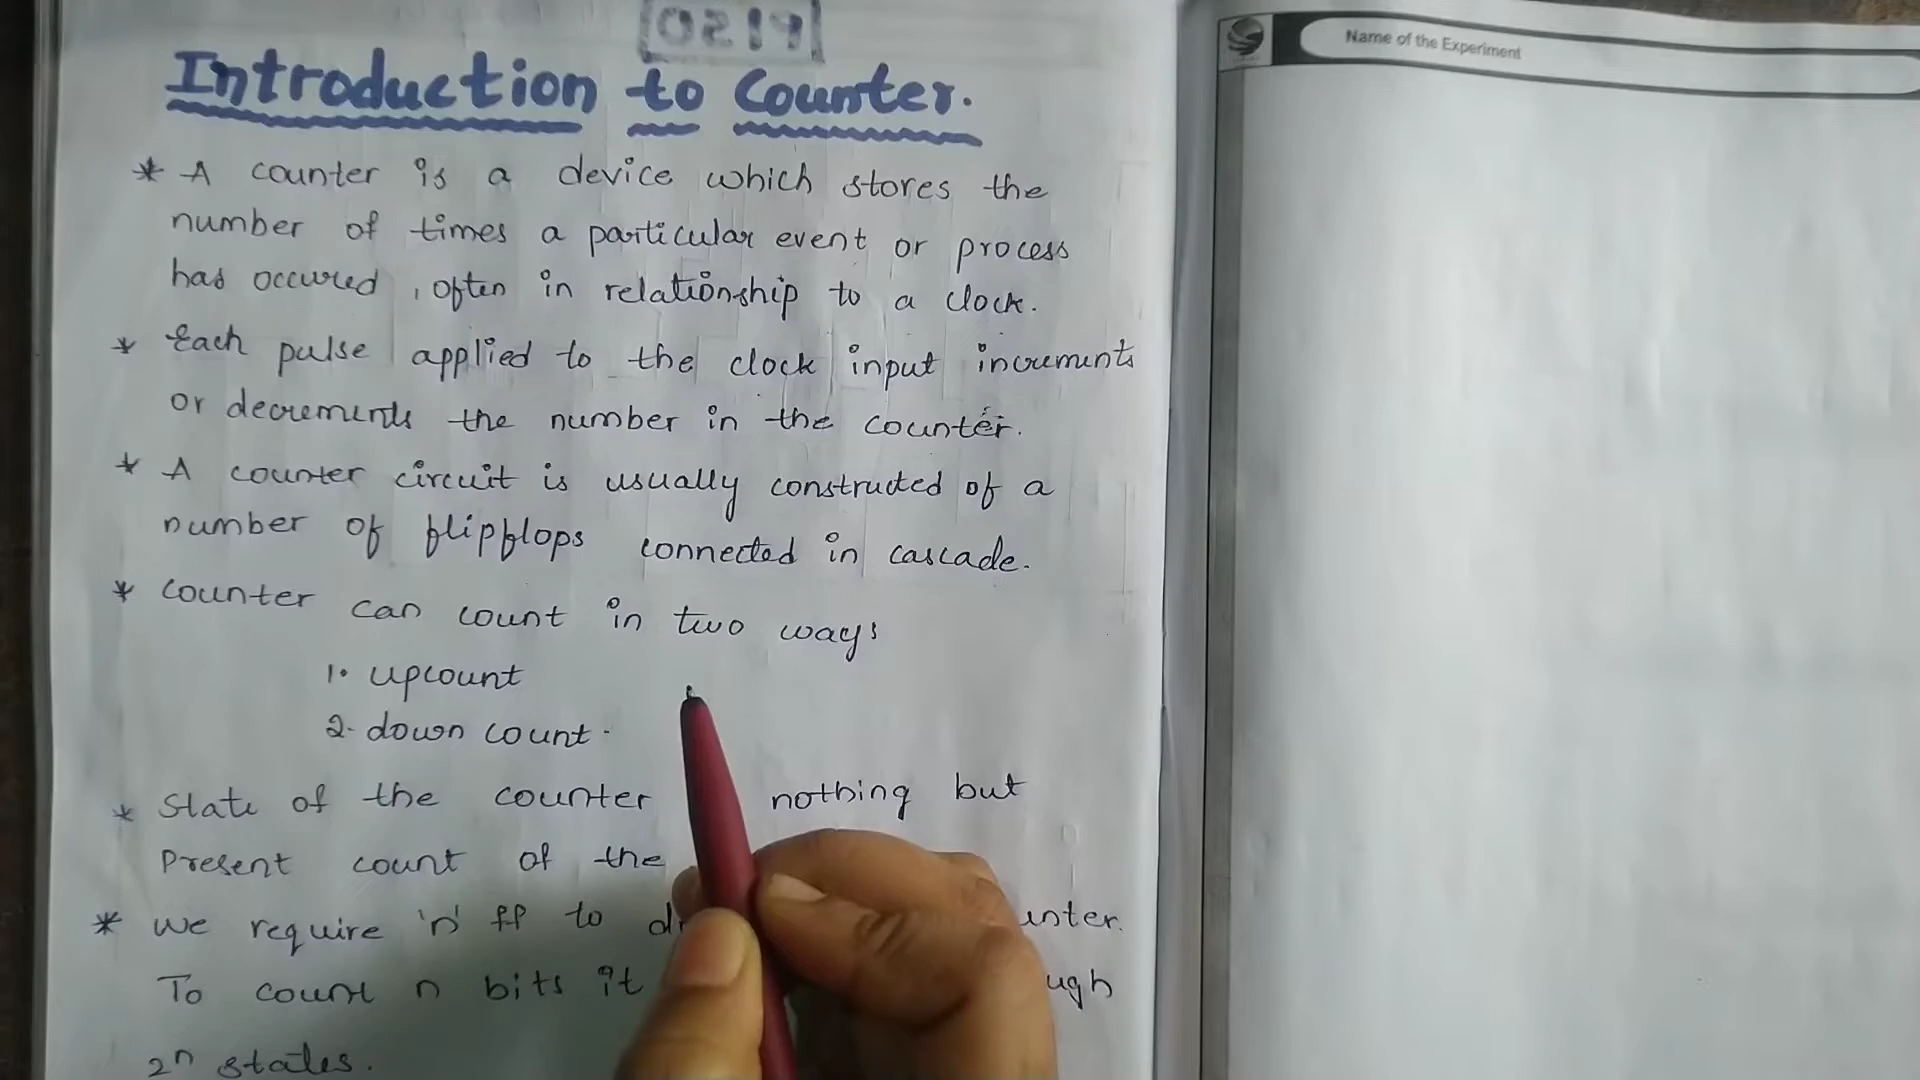 Introduction to Counter.
* A counter is a device which stores the
number of times a particular event or process
has occured, often in relationship to a clock.
* Each pulse applied to the clock input increments
or decrements the number in the counter.
* A counter circuit is usually constructed of a
number of flipflops connected in cascade.
* counter can count in two ways
1. upcount
2. down count.
* State of the counter nothing but
Present count of the
* We require 'n' ff to
To count n bits it
2ⁿ states.
Name of the Experiment